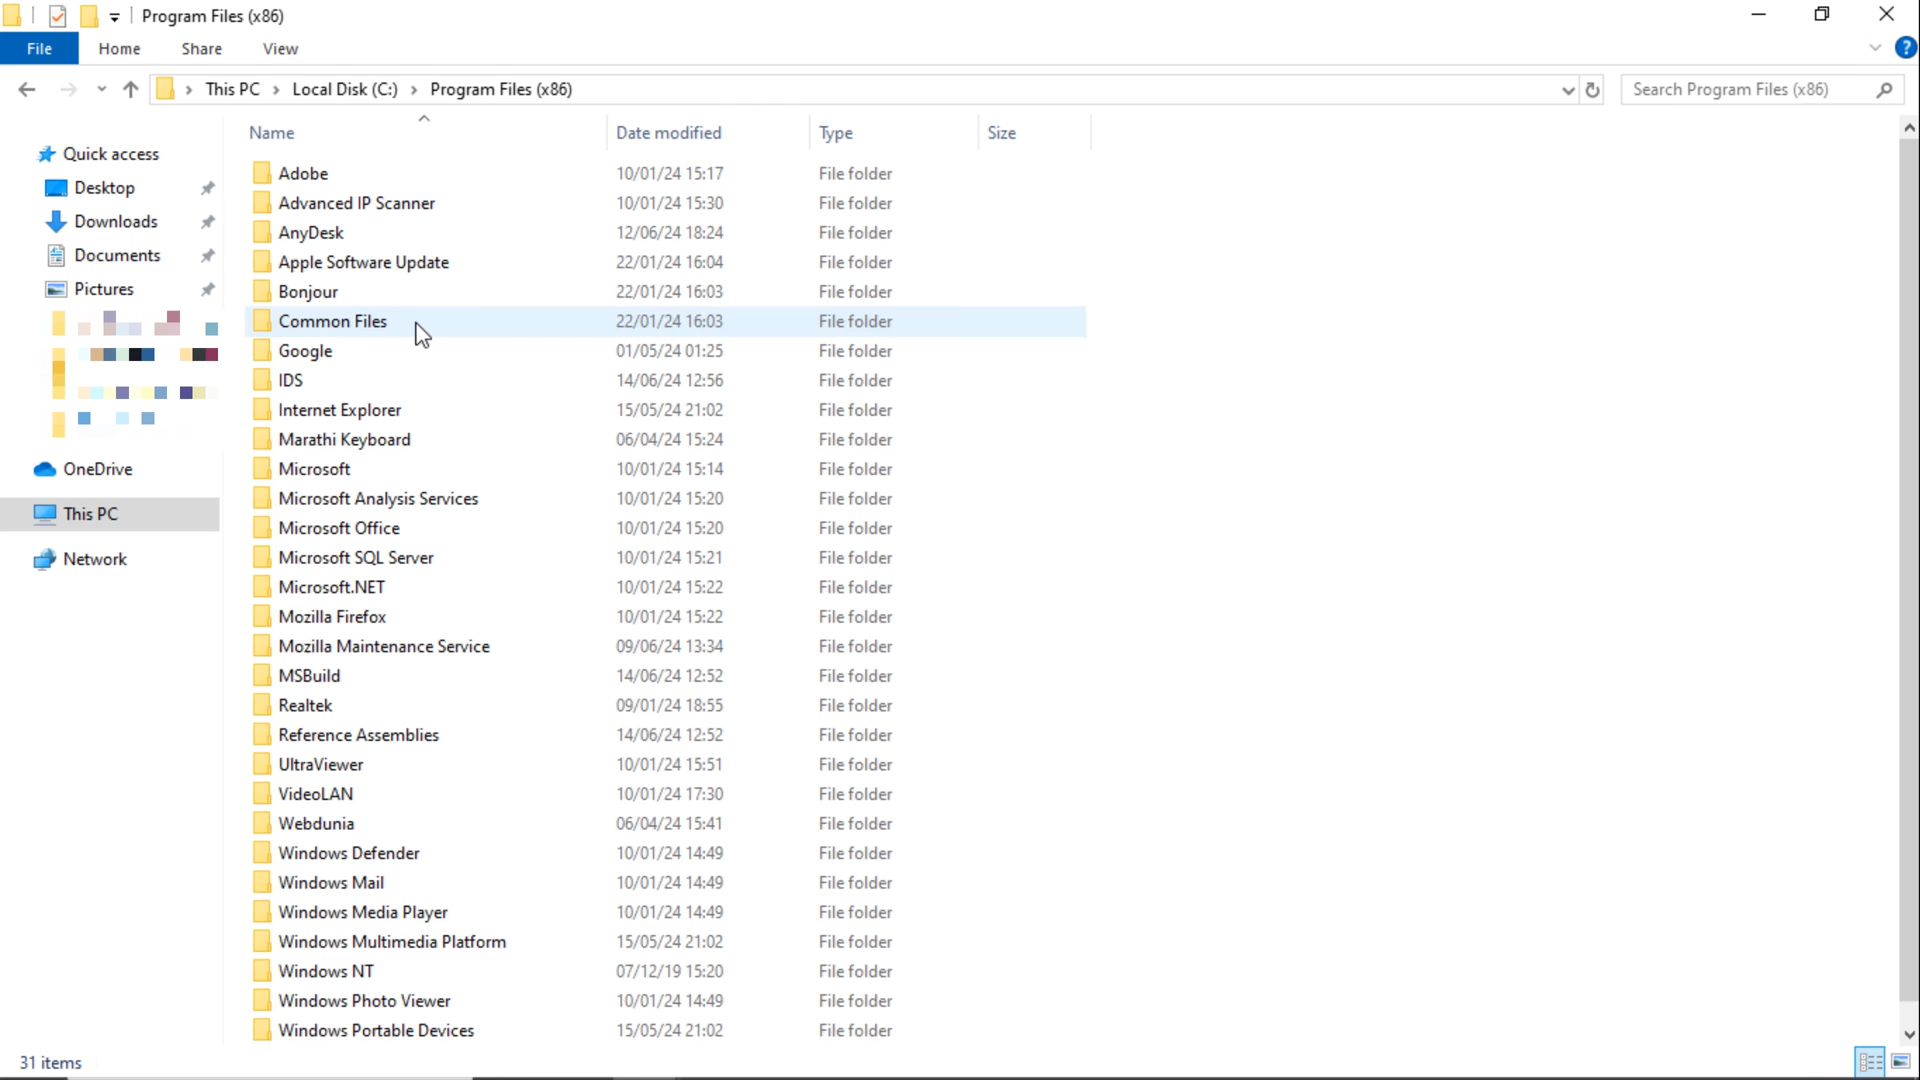 Program Files (x86)
File Home Share View
This PC Local Disk (C:) Program Files (x86) Search Program Files (x86)
Quick access
Desktop
Downloads
Documents
Pictures
OneDrive
This PC
Network
Name Date modified Type Size
Adobe 10/01/24 15:17 File folder
Advanced IP Scanner 10/01/24 15:30 File folder
AnyDesk 12/06/24 18:24 File folder
Apple Software Update 22/01/24 16:04 File folder
Bonjour 22/01/24 16:03 File folder
Common Files 22/01/24 16:03 File folder
Google 01/05/24 01:25 File folder
IDS 14/06/24 12:56 File folder
Internet Explorer 15/05/24 21:02 File folder
Marathi Keyboard 06/04/24 15:24 File folder
Microsoft 10/01/24 15:14 File folder
Microsoft Analysis Services 10/01/24 15:20 File folder
Microsoft Office 10/01/24 15:20 File folder
Microsoft SQL Server 10/01/24 15:21 File folder
Microsoft.NET 10/01/24 15:22 File folder
Mozilla Firefox 10/01/24 15:22 File folder
Mozilla Maintenance Service 09/06/24 13:34 File folder
MSBuild 14/06/24 12:52 File folder
Realtek 09/01/24 18:55 File folder
Reference Assemblies 14/06/24 12:52 File folder
UltraViewer 10/01/24 15:51 File folder
VideoLAN 10/01/24 17:30 File folder
Webdunia 06/04/24 15:41 File folder
Windows Defender 10/01/24 14:49 File folder
Windows Mail 10/01/24 14:49 File folder
Windows Media Player 10/01/24 14:49 File folder
Windows Multimedia Platform 15/05/24 21:02 File folder
Windows NT 07/12/19 15:20 File folder
Windows Photo Viewer 10/01/24 14:49 File folder
Windows Portable Devices 15/05/24 21:02 File folder
31 items